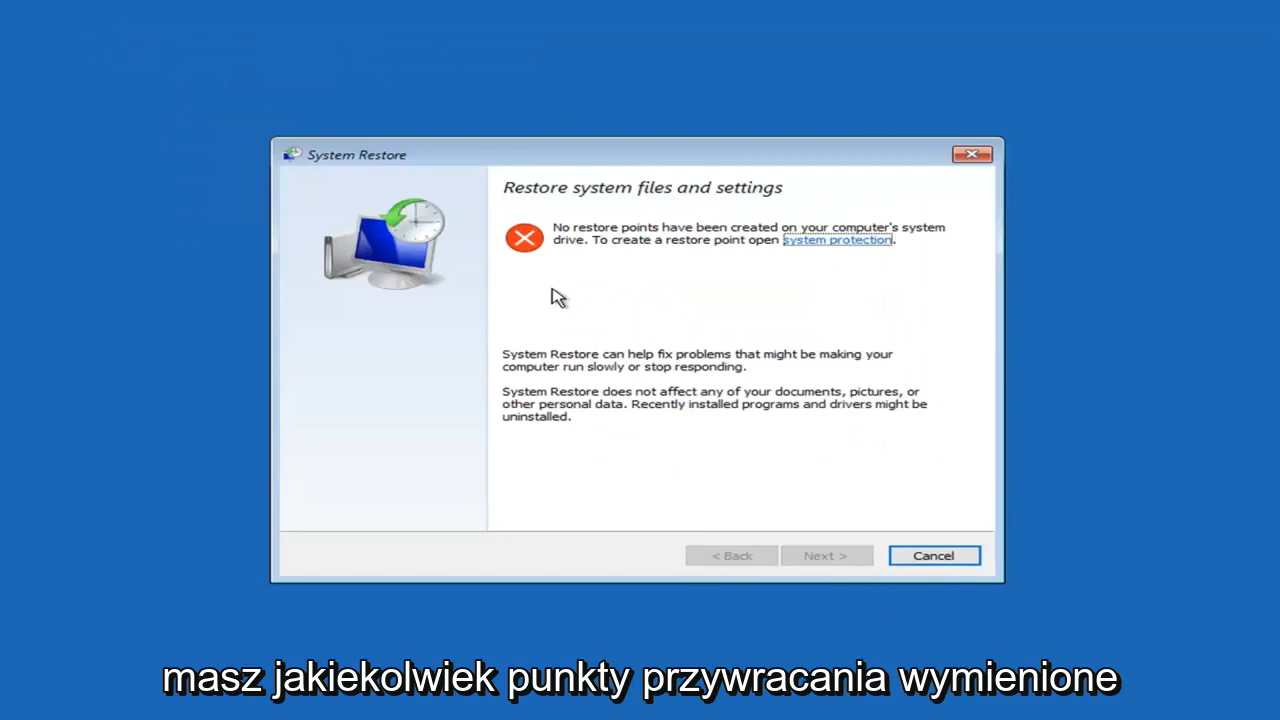 System Restore
Restore system files and settings
No restore points have been created on your computer's system
drive. To create a restore point open system protection.
System Restore can help fix problems that might be making your
computer run slowly or stop responding.
System Restore does not affect any of your documents, pictures, or
other personal data. Recently installed programs and drivers might be
uninstalled.
< Back Next > Cancel
masz jakiekolwiek punkty przywracania wymienione